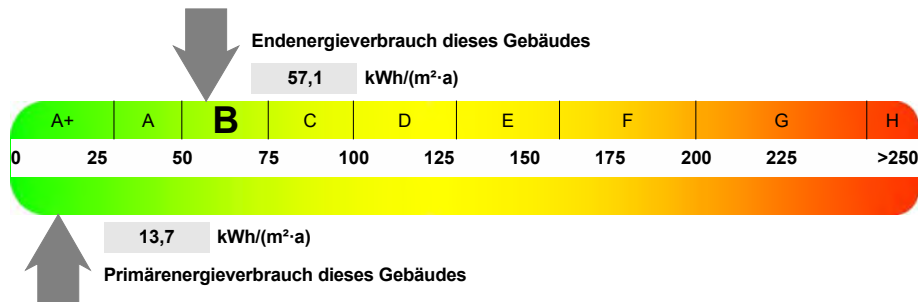 Endenergieverbrauch dieses Gebäudes
57,1 kWh/(m²·a)
A+ A B C D E F G H
0 25 50 75 100 125 150 175 200 225 >250
13,7 kWh/(m²·a)
Primärenergieverbrauch dieses Gebäudes